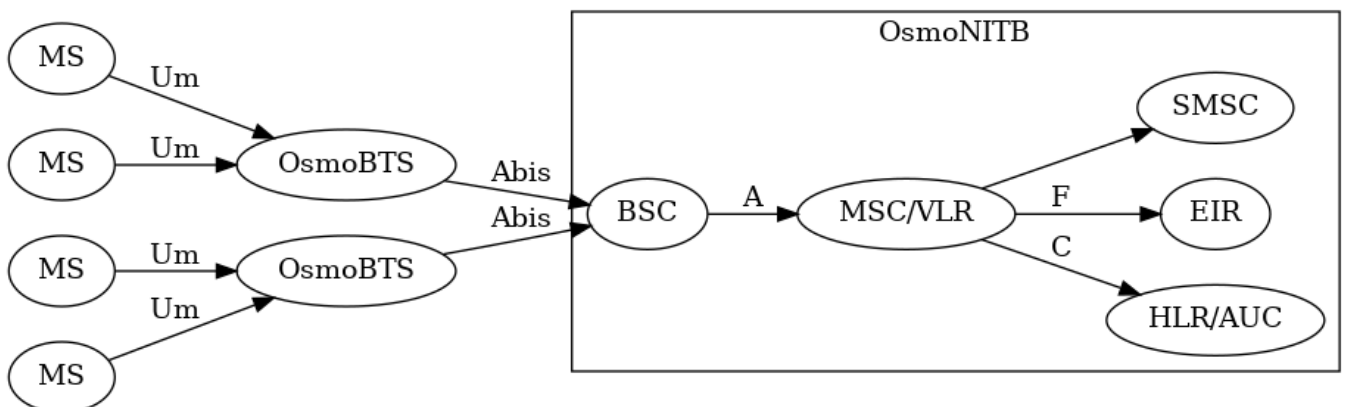 OsmoNITB
MS
Um
SMSC
MS
Um
OsmoBTS
Abis
A
F
BSC
MSC/VLR
EIR
Abis
MS
Um
OsmoBTS
C
Um
HLR/AUC
MS